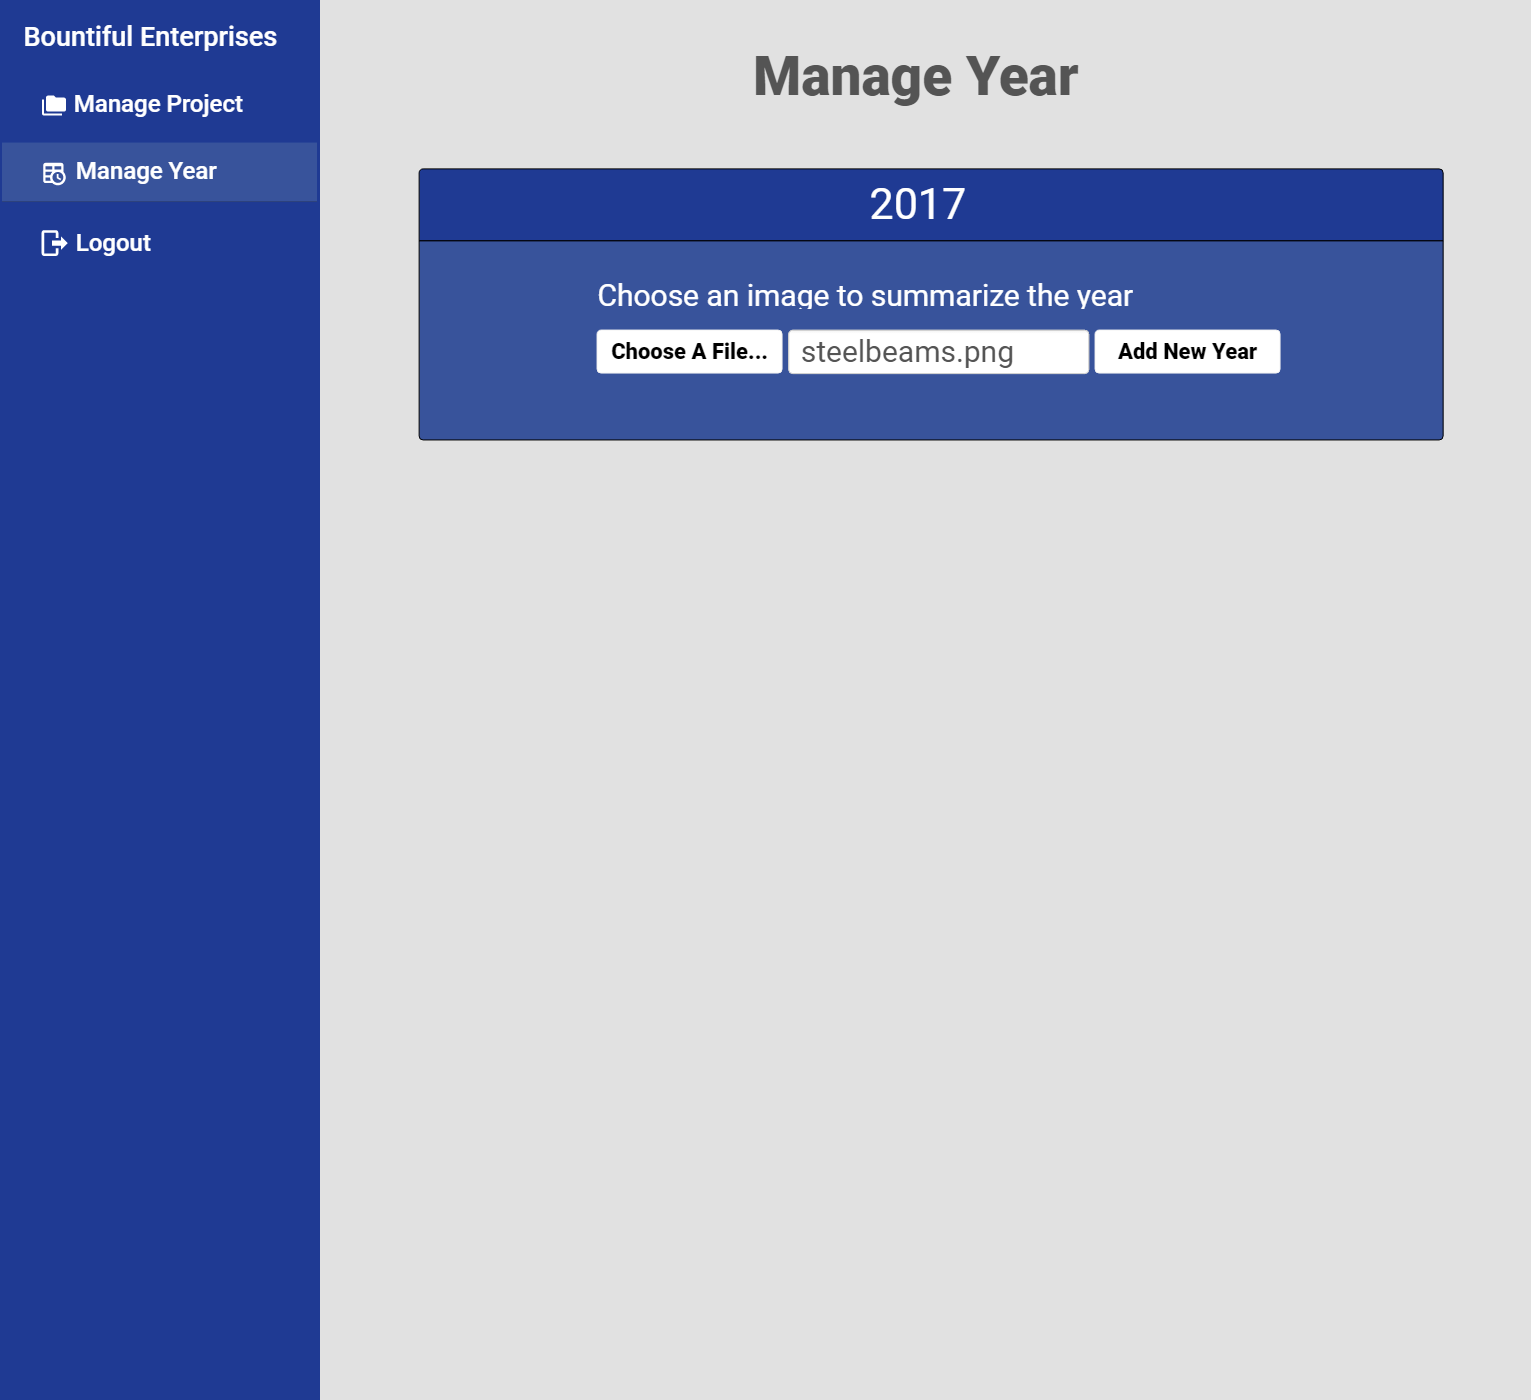 Bountiful Enterprises
Manage Project
Manage Year
Logout
Manage Year
2017
Choose an image to summarize the year
Choose A File... steelbeams.png Add New Year